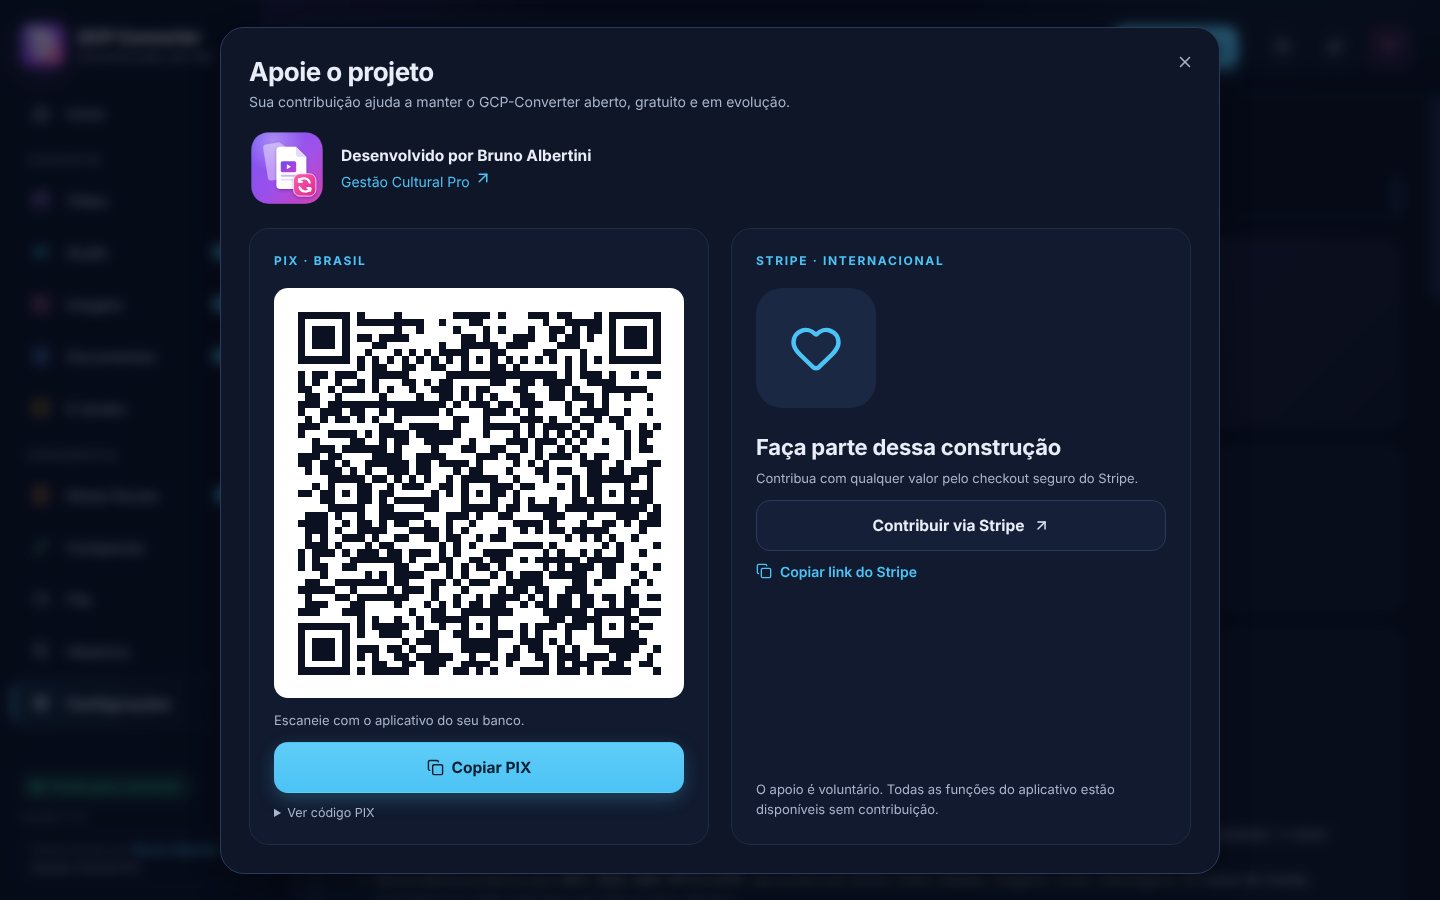 Apoie o projeto
Sua contribuição ajuda a manter o GCP-Converter aberto, gratuito e em evolução.
Desenvolvido por Bruno Albertini
Gestão Cultural Pro
PIX · BRASIL
Escaneie com o aplicativo do seu banco.
Copiar PIX
Ver código PIX
STRIPE · INTERNACIONAL
Faça parte dessa construção
Contribua com qualquer valor pelo checkout seguro do Stripe.
Contribuir via Stripe
Copiar link do Stripe
O apoio é voluntário. Todas as funções do aplicativo estão
disponíveis sem contribuição.